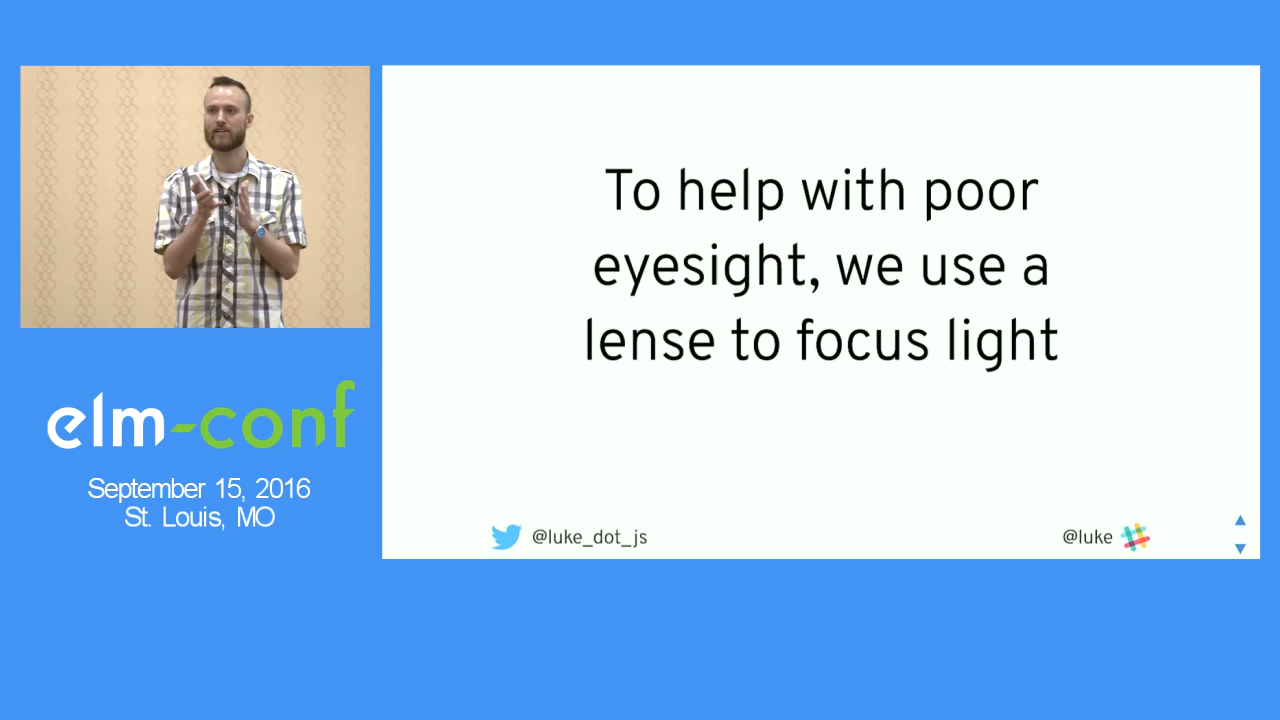 To help with poor
eyesight, we use a
lense to focus light
elm-conf
September 15, 2016
St. Louis, MO
@luke_dot_js
@luke